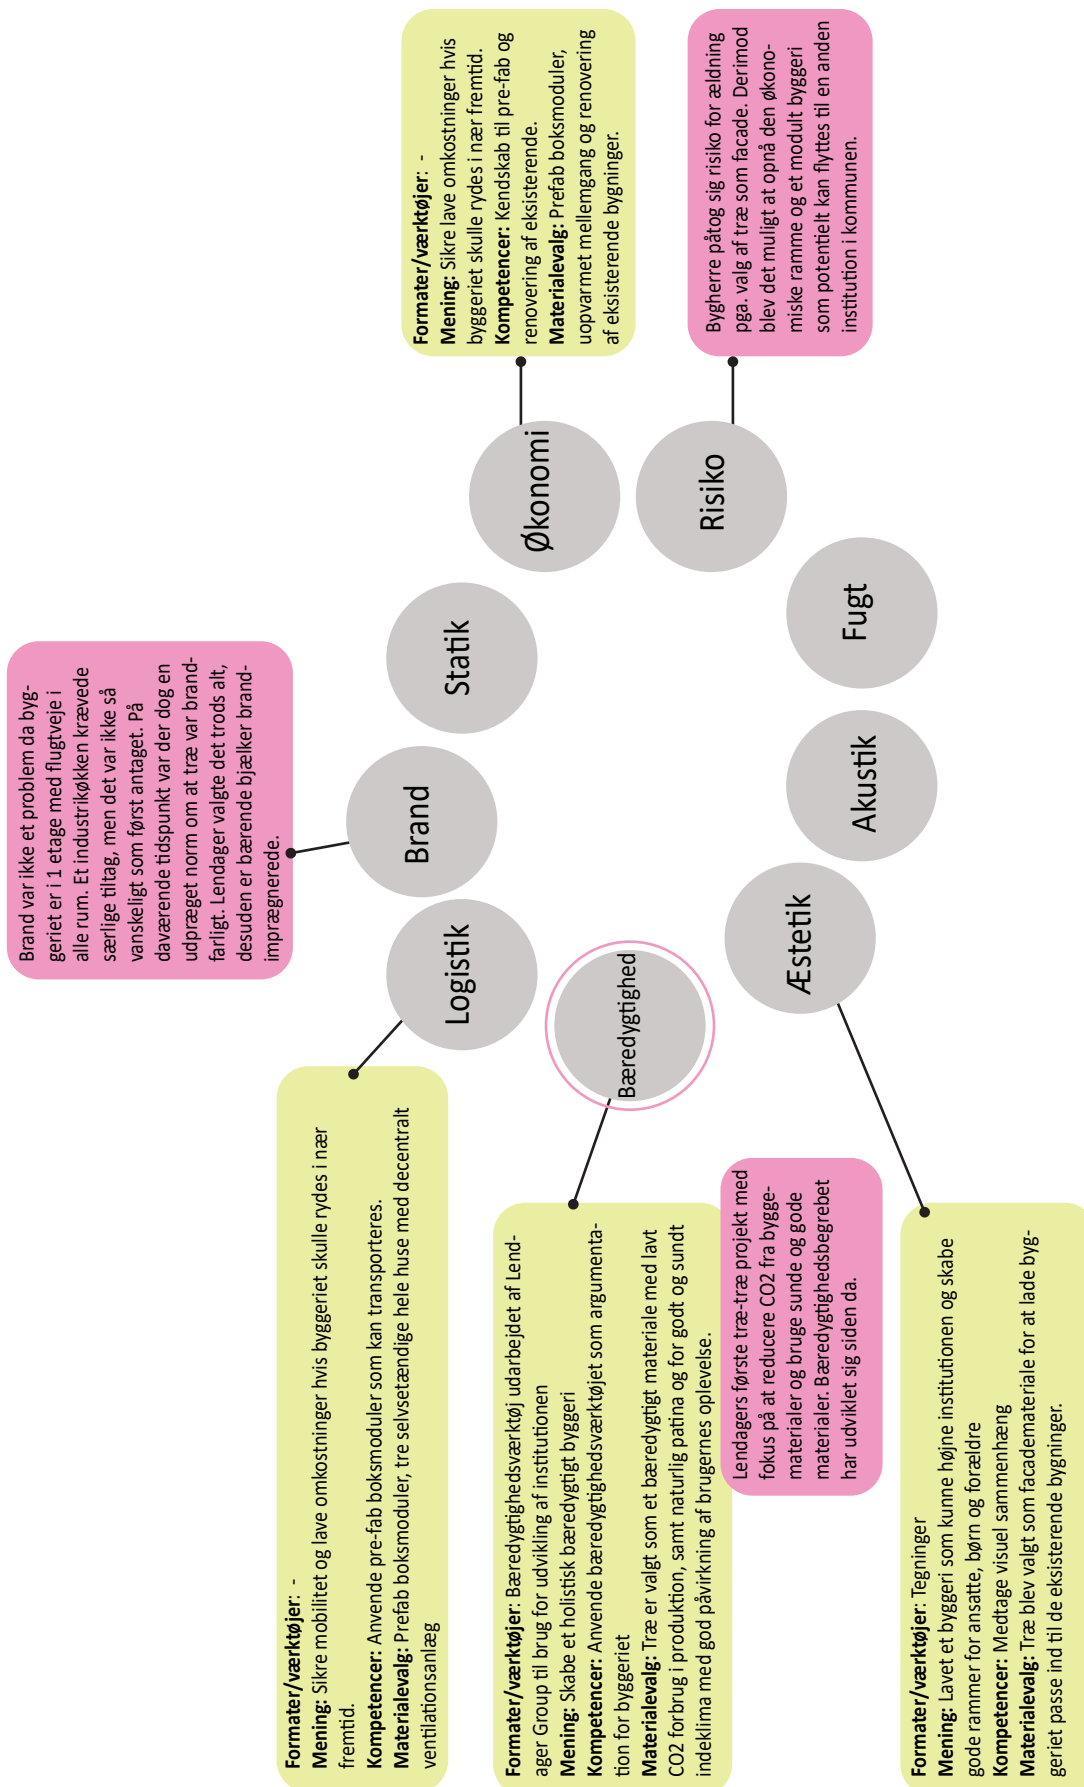 Formater/værktøjer: -
Mening: Sikre mobilitet og lave omkostninger hvis byggeriet skulle rydes i nær
fremtid.
Kompetencer: Anvende pre-fab boksmoduler som kan transporteres.
Materialevalg: Prefab boksmoduler, tre selvsetændige hele huse med decentralt
ventilationsanlæg
Formater/værktøjer: Bæredygtighedsværktøj udarbejdet af Lend-
ager Group til brug for udvikling af institutionen
Mening: Skabe et holistisk bæredygtigt byggeri
Kompetencer: Anvende bæredygtighedsværktøjet som argumenta-
tion for byggeriet
Materialevalg: Træ er valgt som et bæredygtigt materiale med lavt
CO2 forbrug i produktion, samt naturlig patina og for godt og sundt
indeklima med god påvirkning af brugernes oplevelse.
Lendagers første træ-træ projekt med
fokus på at reducere CO2 fra bygge-
materialer og bruge sunde og gode
materialer. Bæredygtighedsbegrebet
har udviklet sig siden da.
Formater/værktøjer: Tegninger
Mening: Lavet et byggeri som kunne højne institutionen og skabe
gode rammer for ansatte, børn og forældre
Kompetencer: Medtage visuel sammenhæng
Materialevalg: Træ blev valgt som facademateriale for at lade byg-
geriet passe ind til de eksisterende bygninger.
Brand var ikke et problem da byg-
geriet er i 1 etage med flugtveje i
alle rum. Et industrikøkken krævede
særlige tiltag, men det var ikke så
vanskeligt som først antaget. På
daværende tidspunkt var der dog en
udpræget norm om at træ var brand-
farligt. Lendager valgte det trods alt,
desuden er bærende bjælker brand-
imprægnerede.
Logistik
Brand
Statik
Økonomi
Bæredygtighed
Æstetik
Akustik
Fugt
Risiko
Formater/værktøjer: -
Mening: Sikre lave omkostninger hvis
byggeriet skulle rydes i nær fremtid.
Kompetencer: Kendskab til pre-fab og
renovering af eksisterende.
Materialevalg: Prefab boksmoduler,
uopvarmet mellemgang og renovering
af eksisterende bygninger.
Bygherre påtog sig risiko for ældning
pga. valg af træ som facade. Derimod
blev det muligt at opnå den økono-
miske ramme og et modult byggeri
som potentielt kan flyttes til en anden
institution i kommunen.